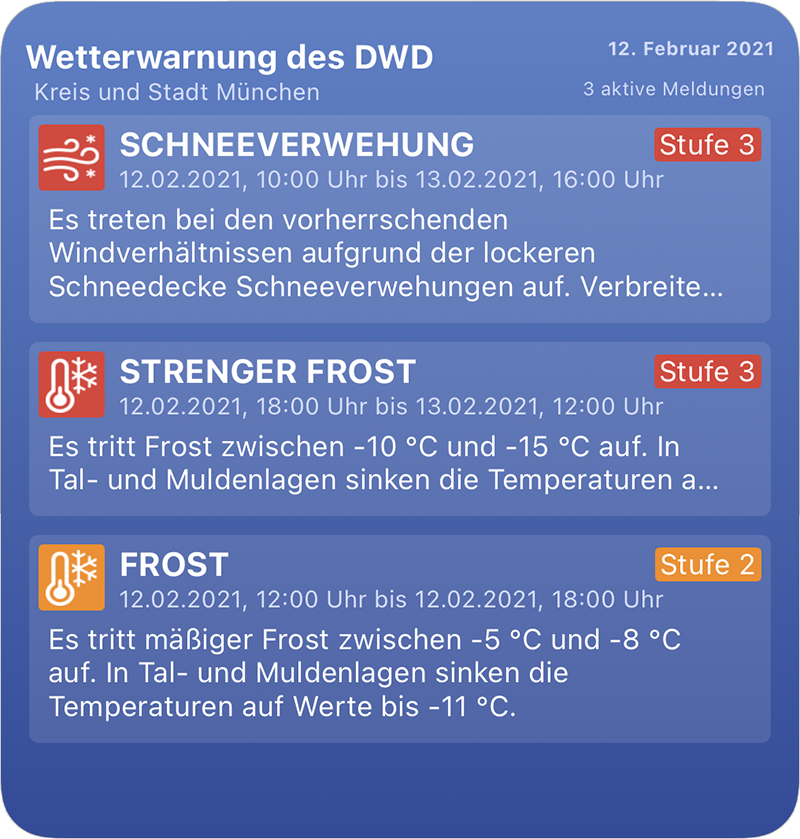 Wetterwarnung des DWD
12. Februar 2021
Kreis und Stadt München
3 aktive Meldungen
SCHNEEVERWEHUNG
Stufe 3
12.02.2021, 10:00 Uhr bis 13.02.2021, 16:00 Uhr
Es treten bei den vorherrschenden
Windverhältnissen aufgrund der lockeren
Schneedecke Schneeverwehungen auf. Verbreite...
STRENGER FROST
Stufe 3
12.02.2021, 18:00 Uhr bis 13.02.2021, 12:00 Uhr
Es tritt Frost zwischen -10 °C und -15 °C auf. In
Tal- und Muldenlagen sinken die Temperaturen a...
FROST
Stufe 2
12.02.2021, 12:00 Uhr bis 12.02.2021, 18:00 Uhr
Es tritt mäßiger Frost zwischen -5 °C und -8 °C
auf. In Tal- und Muldenlagen sinken die
Temperaturen auf Werte bis -11 °C.